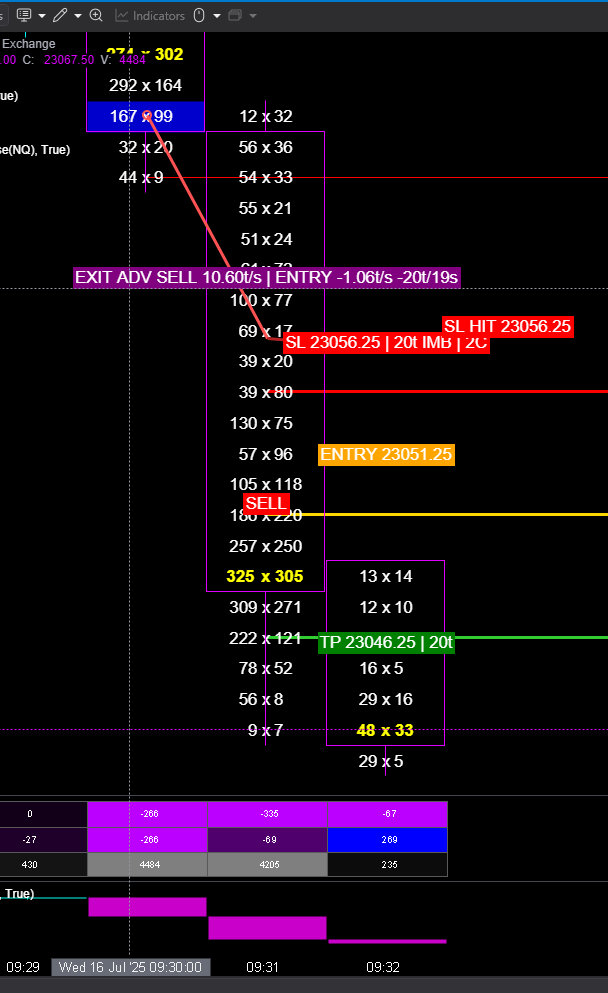 Indicators
Exchange
274 x 302
.00 C: 23067.50 V: 4484
292 x 164
rue)
167 x 99
12 x 32
32 x 20
56 x 36
se(NQ), True)
44 x 9
54 x 33
55 x 21
51 x 24
EXIT ADV SELL 10.60t/s | ENTRY -1.06t/s -20t/19s
100 x 77
SL HIT 23056.25
69 x 17
SL 23056.25 | 20t IMB | 2C
39 x 20
39 x 80
130 x 75
57 x 96
ENTRY 23051.25
105 x 118
SELL
186 x 220
257 x 250
325 x 305
13 x 14
309 x 271
12 x 10
222 x 121
TP 23046.25 | 20t
78 x 52
16 x 5
56 x 8
29 x 16
9 x 7
48 x 33
29 x 5
0 -266 -335 -67
-27 -266 -69 269
430 4484 4205 235
, True)
09:29 Wed 16 Jul '25 09:30:00 09:31 09:32